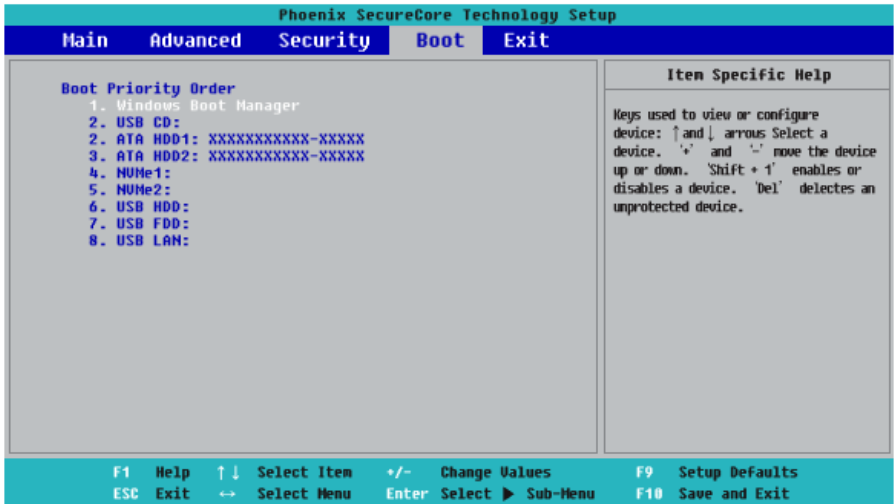 Phoenix SecureCore Technology Setup
Main Advanced Security Boot Exit
Boot Priority Order
1. Windows Boot Manager
2. USB CD:
2. ATA HDD1: XXXXXXXXXXX-XXXXX
3. ATA HDD2: XXXXXXXXXXX-XXXXX
4. NVMe1:
5. NVMe2:
6. USB HDD:
7. USB FDD:
8. USB LAN:
Item Specific Help
Keys used to view or configure
device: ↑and↓ arrows Select a
device. '+' and '-' move the device
up or down. 'Shift + 1' enables or
disables a device. 'Del' delectes an
unprotected device.
F1 Help ↑↓ Select Item +/- Change Values F9 Setup Defaults
ESC Exit ↔ Select Menu Enter Select ▶ Sub-Menu F10 Save and Exit